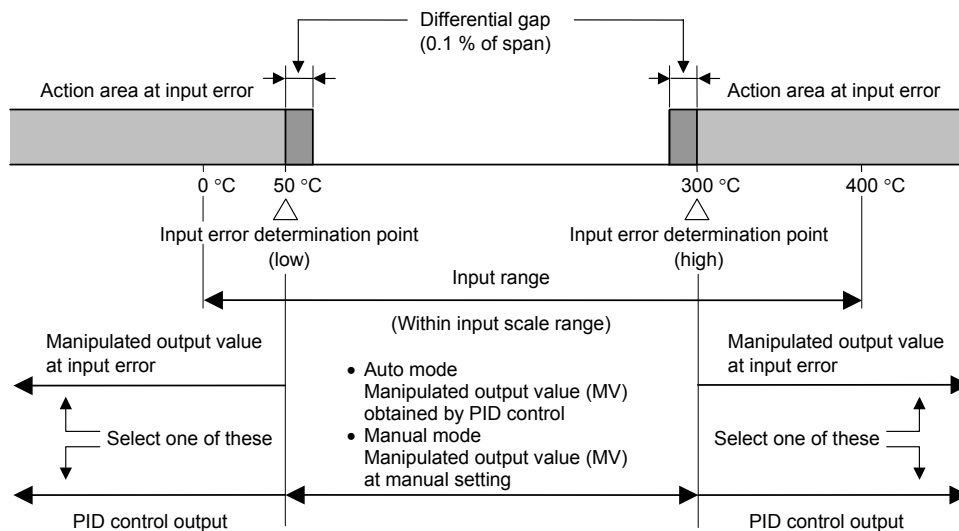 Differential gap
(0.1 % of span)
Action area at input error
Action area at input error
0 °C
50 °C
300 °C
400 °C
Input error determination point
(low)
Input error determination point
(high)
Input range
(Within input scale range)
Manipulated output value
at input error
Manipulated output value
at input error
• Auto mode
Manipulated output value (MV)
obtained by PID control
• Manual mode
Manipulated output value (MV)
at manual setting
Select one of these
Select one of these
PID control output
PID control output